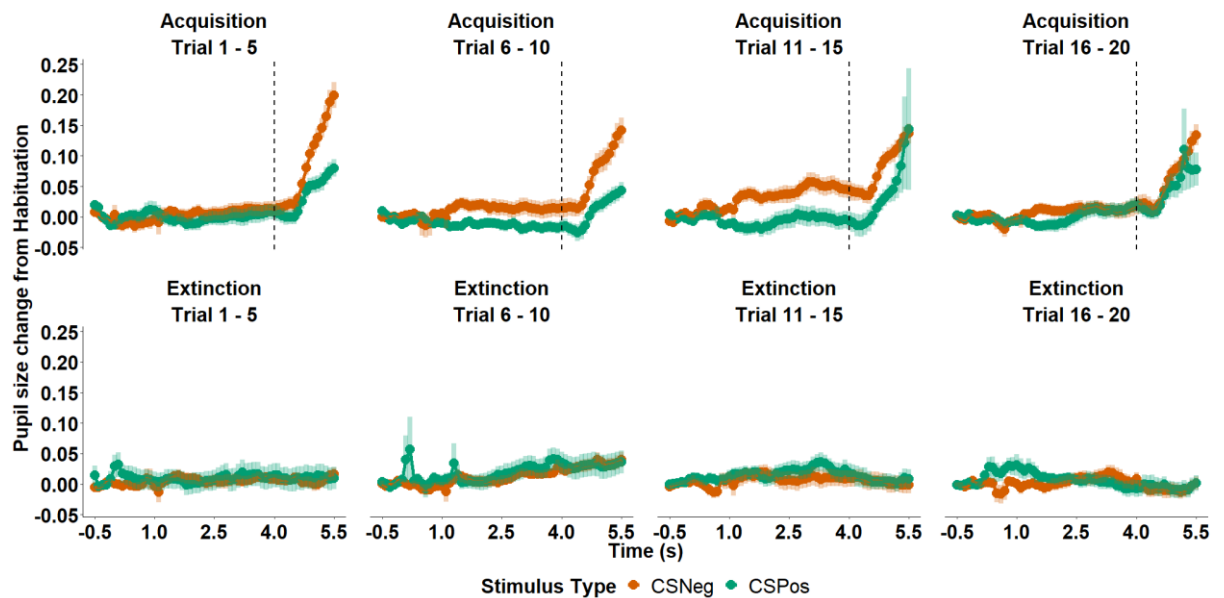 Acquisition
Trial 1 - 5
Acquisition
Trial 6 - 10
Acquisition
Trial 11 - 15
Acquisition
Trial 16 - 20
0.25
0.20
0.15
0.10
0.05
0.00
-0.05
Pupil size change from Habituation
Extinction
Trial 1 - 5
Extinction
Trial 6 - 10
Extinction
Trial 11 - 15
Extinction
Trial 16 - 20
0.25
0.20
0.15
0.10
0.05
0.00
-0.05
-0.5 1.0 2.5 4.0 5.5
-0.5 1.0 2.5 4.0 5.5
-0.5 1.0 2.5 4.0 5.5
-0.5 1.0 2.5 4.0 5.5
Time (s)
Stimulus Type CSNeg CSPos